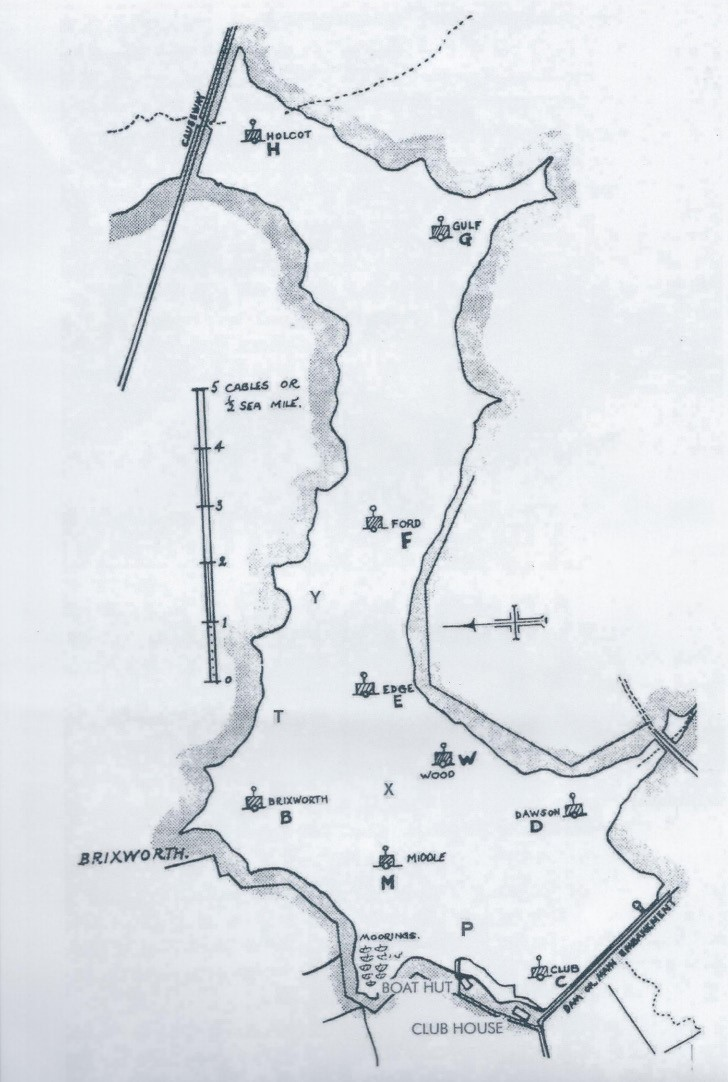 CAUSEWAY
HOLCOT
H
GULF
G
5 CABLES OR
½ SEA MILE.
4
3
2
1
0
FORD
F
Y
EDGE
E
T
W
WOOD
X
BRIXWORTH
B
DAWSON
D
BRIXWORTH.
MIDDLE
M
P
MOORINGS.
CLUB
C
BOAT HUT
CLUB HOUSE
DAM OR MAIN EMBANKMENT